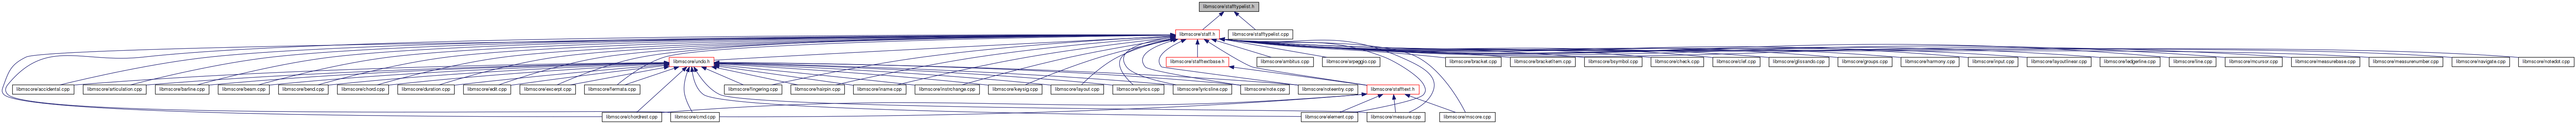 libmscore/stafftypelist.h
libmscore/staff.h
libmscore/stafftypelist.cpp
libmscore/undo.h
libmscore/stafftextbase.h
libmscore/ambitus.cpp
libmscore/arpeggio.cpp
libmscore/bracket.cpp
libmscore/bracketItem.cpp
libmscore/bsymbol.cpp
libmscore/check.cpp
libmscore/clef.cpp
libmscore/glissando.cpp
libmscore/groups.cpp
libmscore/harmony.cpp
libmscore/input.cpp
libmscore/layoutlinear.cpp
libmscore/ledgerline.cpp
libmscore/line.cpp
libmscore/mcursor.cpp
libmscore/measurebase.cpp
libmscore/measurenumber.cpp
libmscore/navigate.cpp
libmscore/notedot.cpp
libmscore/accidental.cpp
libmscore/articulation.cpp
libmscore/barline.cpp
libmscore/beam.cpp
libmscore/bend.cpp
libmscore/chord.cpp
libmscore/duration.cpp
libmscore/edit.cpp
libmscore/excerpt.cpp
libmscore/fermata.cpp
libmscore/fingering.cpp
libmscore/hairpin.cpp
libmscore/iname.cpp
libmscore/instrchange.cpp
libmscore/keysig.cpp
libmscore/layout.cpp
libmscore/lyrics.cpp
libmscore/lyricsline.cpp
libmscore/note.cpp
libmscore/noteentry.cpp
libmscore/stafftext.h
libmscore/chordrest.cpp
libmscore/cmd.cpp
libmscore/element.cpp
libmscore/measure.cpp
libmscore/mscore.cpp